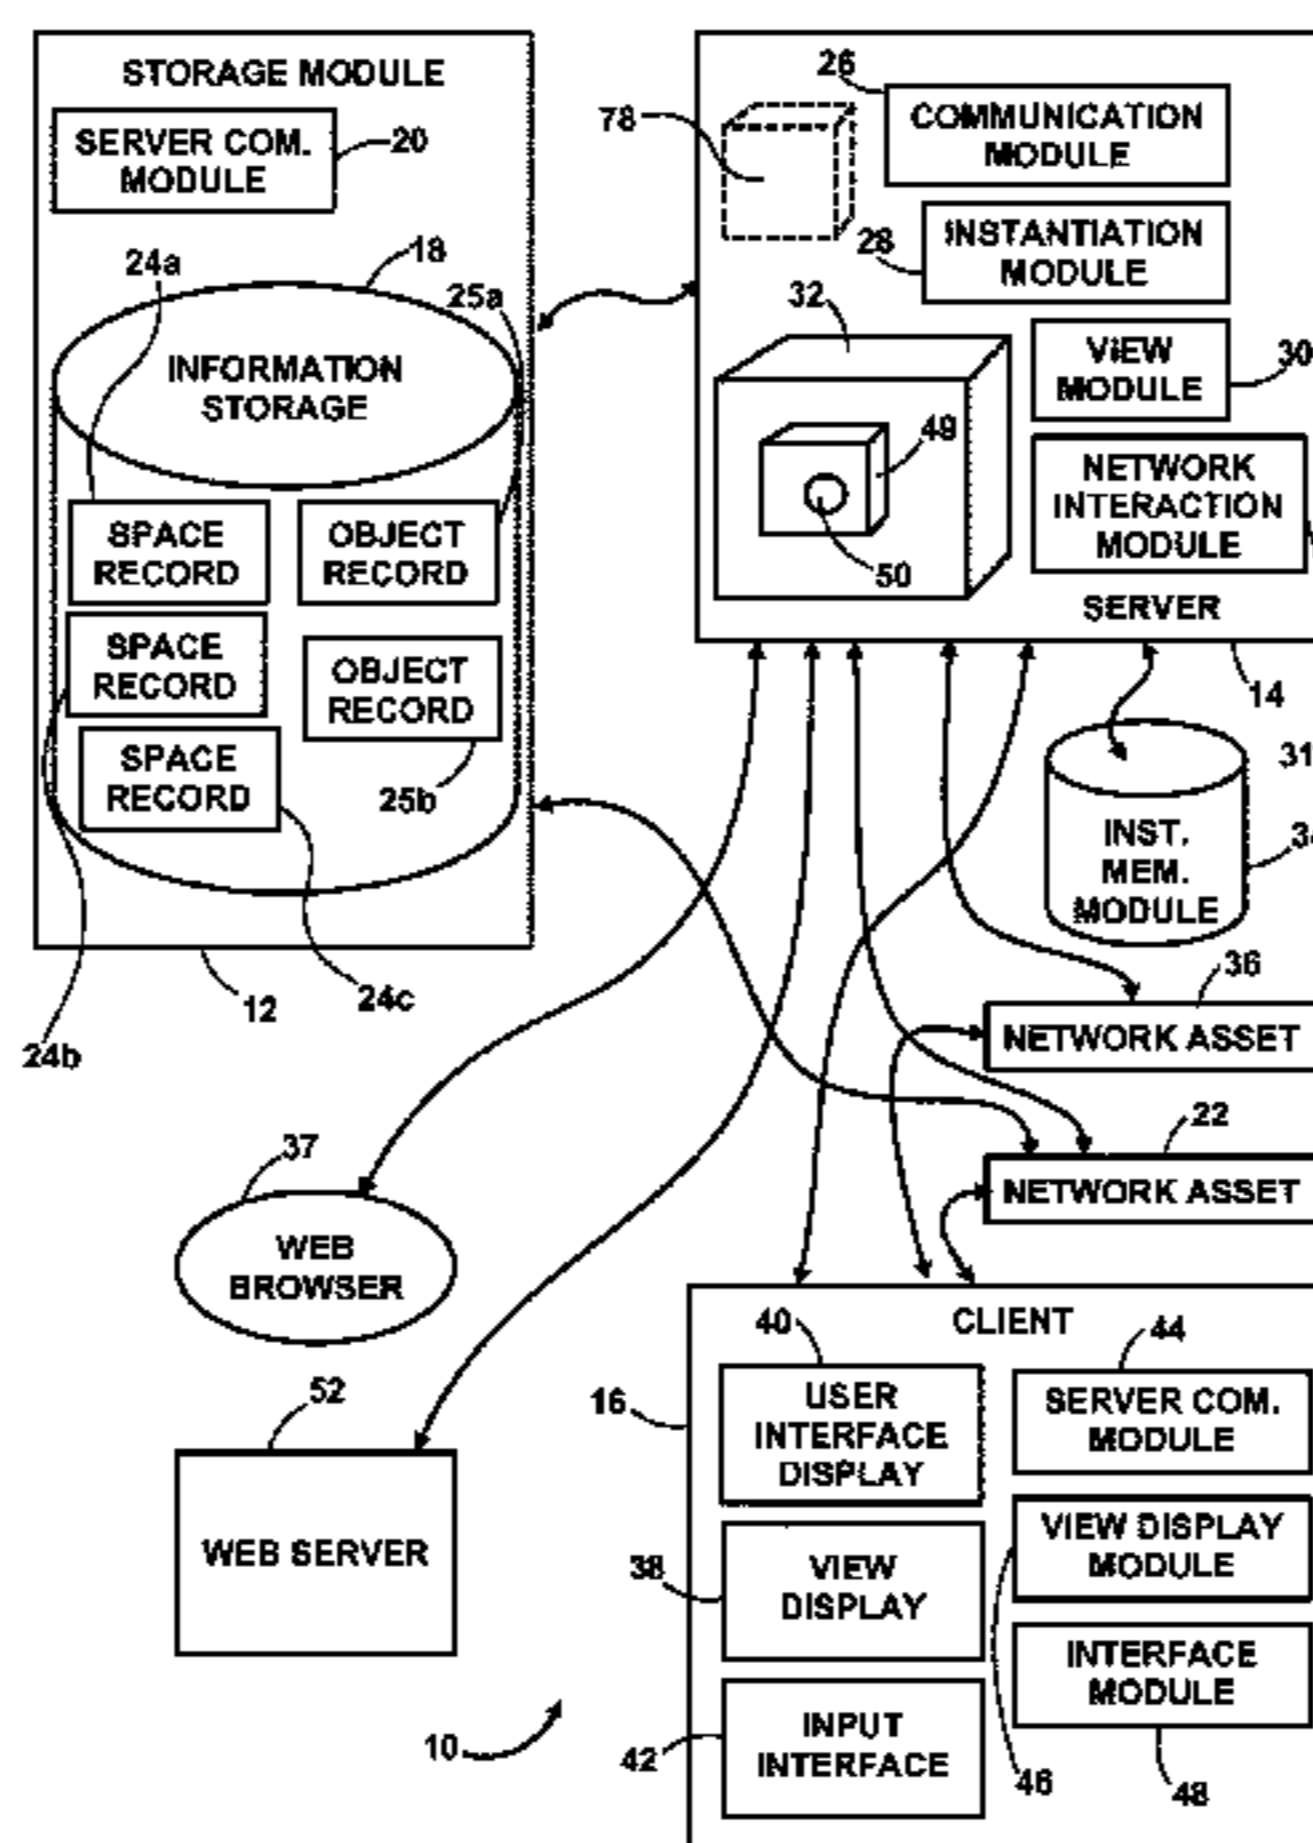 STORAGE MODULE
SERVER COM.
MODULE
20
18
24a
25a
INFORMATION
STORAGE
SPACE
RECORD
OBJECT
RECORD
SPACE
RECORD
OBJECT
RECORD
SPACE
RECORD
25b
24b
12
24c
26
78
COMMUNICATION
MODULE
28
INSTANTIATION
MODULE
32
VIEW
MODULE
30
49
NETWORK
INTERACTION
MODULE
50
SERVER
14
31
INST.
MEM.
MODULE
36
NETWORK ASSET
22
NETWORK ASSET
37
WEB
BROWSER
52
WEB SERVER
10
CLIENT
40
44
16
USER
INTERFACE
DISPLAY
SERVER COM.
MODULE
38
VIEW
DISPLAY
VIEW DISPLAY
MODULE
INTERFACE
MODULE
42
INPUT
INTERFACE
46
48